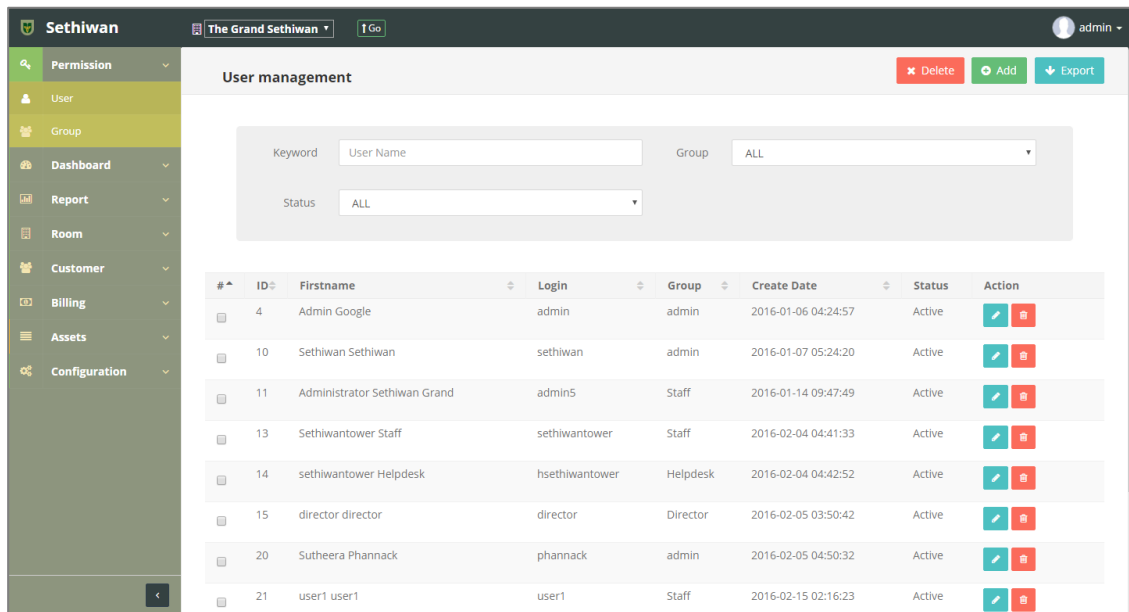 Sethiwan The Grand Sethiwan Go admin
Permission
User
Group
Dashboard
Report
Room
Customer
Billing
Assets
Configuration
User management Delete Add Export
Keyword User Name Group ALL
Status ALL
# ID Firstname Login Group Create Date Status Action
4 Admin Google admin admin 2016-01-06 04:24:57 Active
10 Sethiwan Sethiwan sethiwan admin 2016-01-07 05:24:20 Active
11 Administrator Sethiwan Grand admin5 Staff 2016-01-14 09:47:49 Active
13 Sethiwantower Staff sethiwantower Staff 2016-02-04 04:41:33 Active
14 sethiwantower Helpdesk hsethiwantower Helpdesk 2016-02-04 04:42:52 Active
15 director director director Director 2016-02-05 03:50:42 Active
20 Sutheera Phannack phannack admin 2016-02-05 04:50:32 Active
21 user1 user1 user1 Staff 2016-02-15 02:16:23 Active